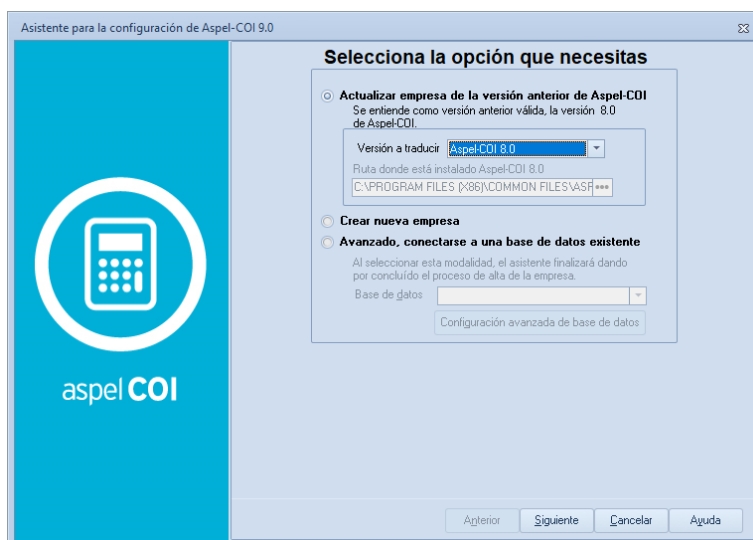 Asistente para la configuración de Aspel-COI 9.0
Selecciona la opción que necesitas
Actualizar empresa de la versión anterior de Aspel-COI
Se entiende como versión anterior válida, la versión 8.0
de Aspel-COI.
Versión a traducir Aspel-COI 8.0
Ruta donde está instalado Aspel-COI 8.0
C:\PROGRAM FILES (X86)\COMMON FILES\ASF
Crear nueva empresa
Avanzado, conectarse a una base de datos existente
Al seleccionar esta modalidad, el asistente finalizará dando
por concluído el proceso de alta de la empresa.
Base de datos
Configuración avanzada de base de datos
aspel COI
Anterior Siguiente Cancelar Ayuda